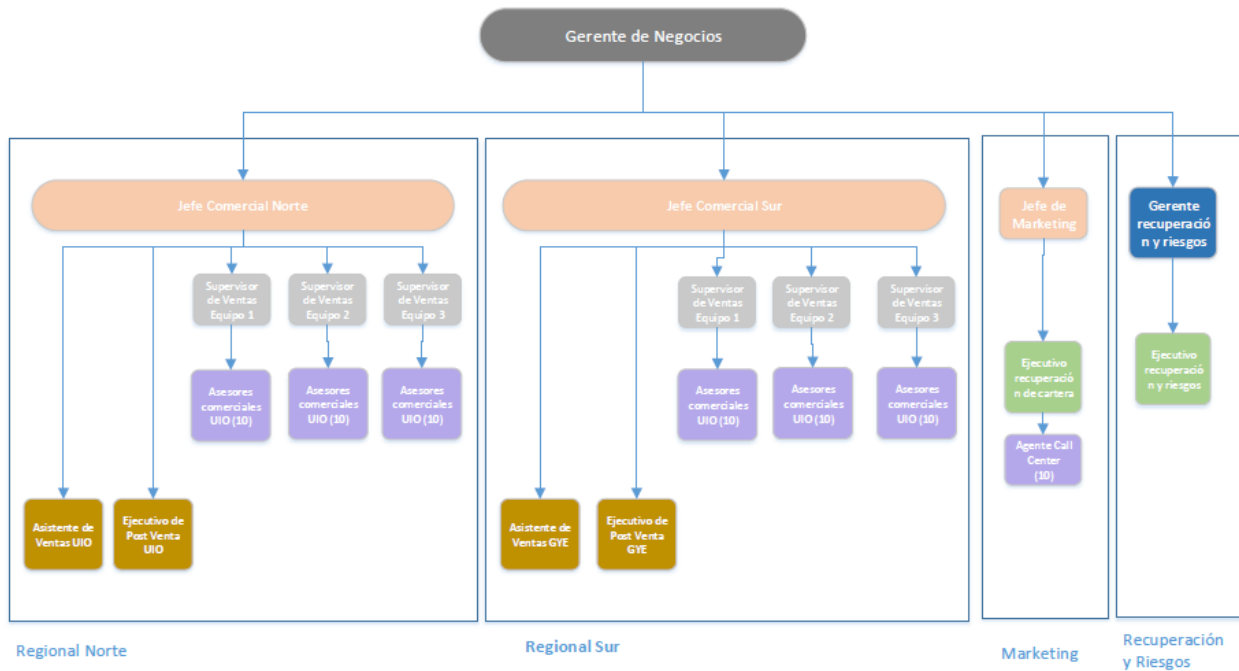 Gerente de Negocios
Jefe Comercial Norte
Supervisor
de Ventas
Equipo 1
Supervisor
de Ventas
Equipo 2
Supervisor
de Ventas
Equipo 3
Asesores
comerciales
UIO (10)
Asesores
comerciales
UIO (10)
Asesores
comerciales
UIO (10)
Asistente de
Ventas UIO
Ejecutivo de
Post Venta
UIO
Regional Norte
Jefe Comercial Sur
Supervisor
de Ventas
Equipo 1
Supervisor
de Ventas
Equipo 2
Supervisor
de Ventas
Equipo 3
Asesores
comerciales
UIO (10)
Asesores
comerciales
UIO (10)
Asesores
comerciales
UIO (10)
Asistente de
Ventas GYE
Ejecutivo de
Post Venta
GYE
Regional Sur
Jefe de
Marketing
Ejecutivo
recuperació
n de cartera
Agente Call
Center
(10)
Marketing
Gerente
recuperació
n y riesgos
Ejecutivo
recuperació
n y riesgos
Recuperación
y Riesgos